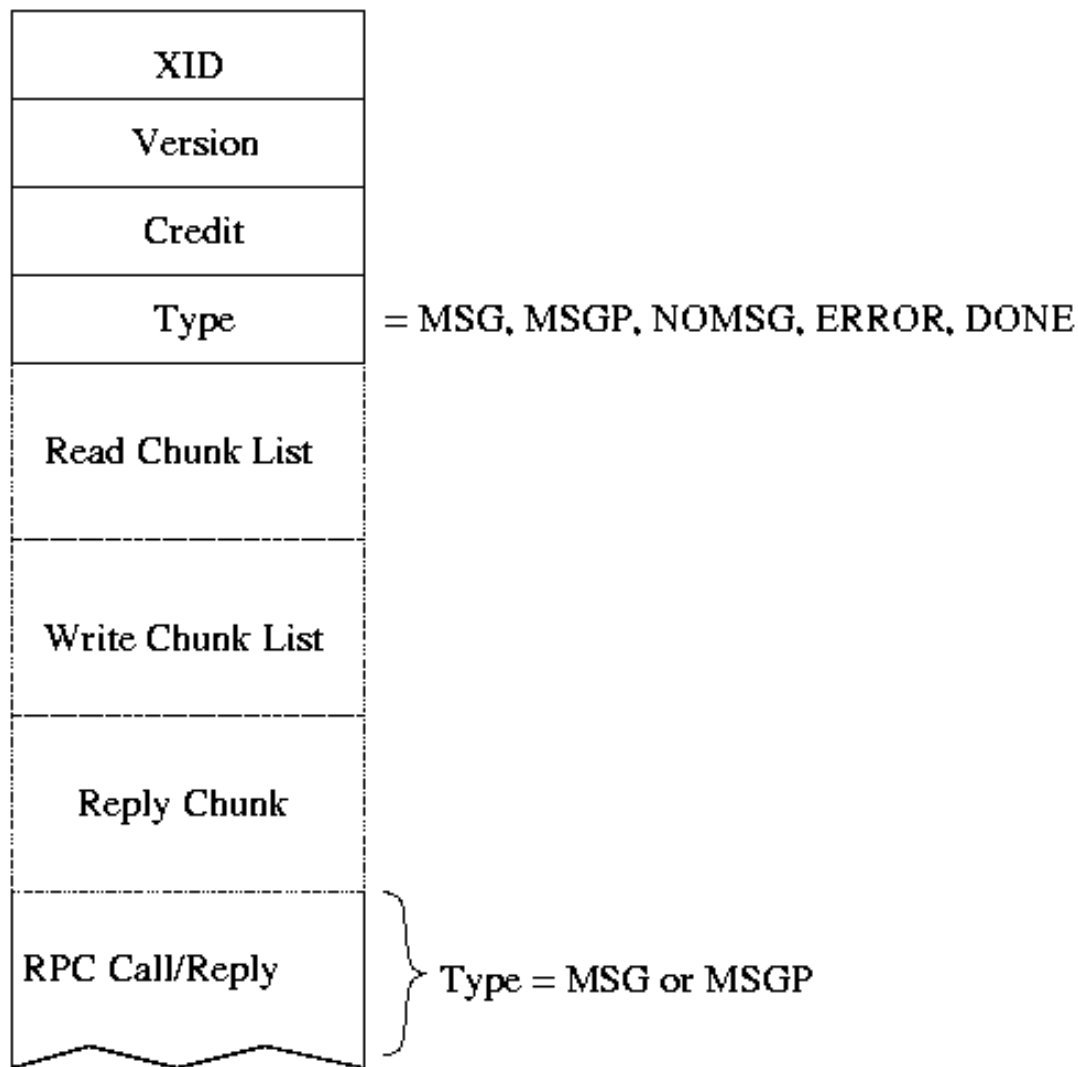 XID
Version
Credit
Type = MSG, MSGP, NOMSG, ERROR, DONE
Read Chunk List
Write Chunk List
Reply Chunk
RPC Call/Reply
Type = MSG or MSGP